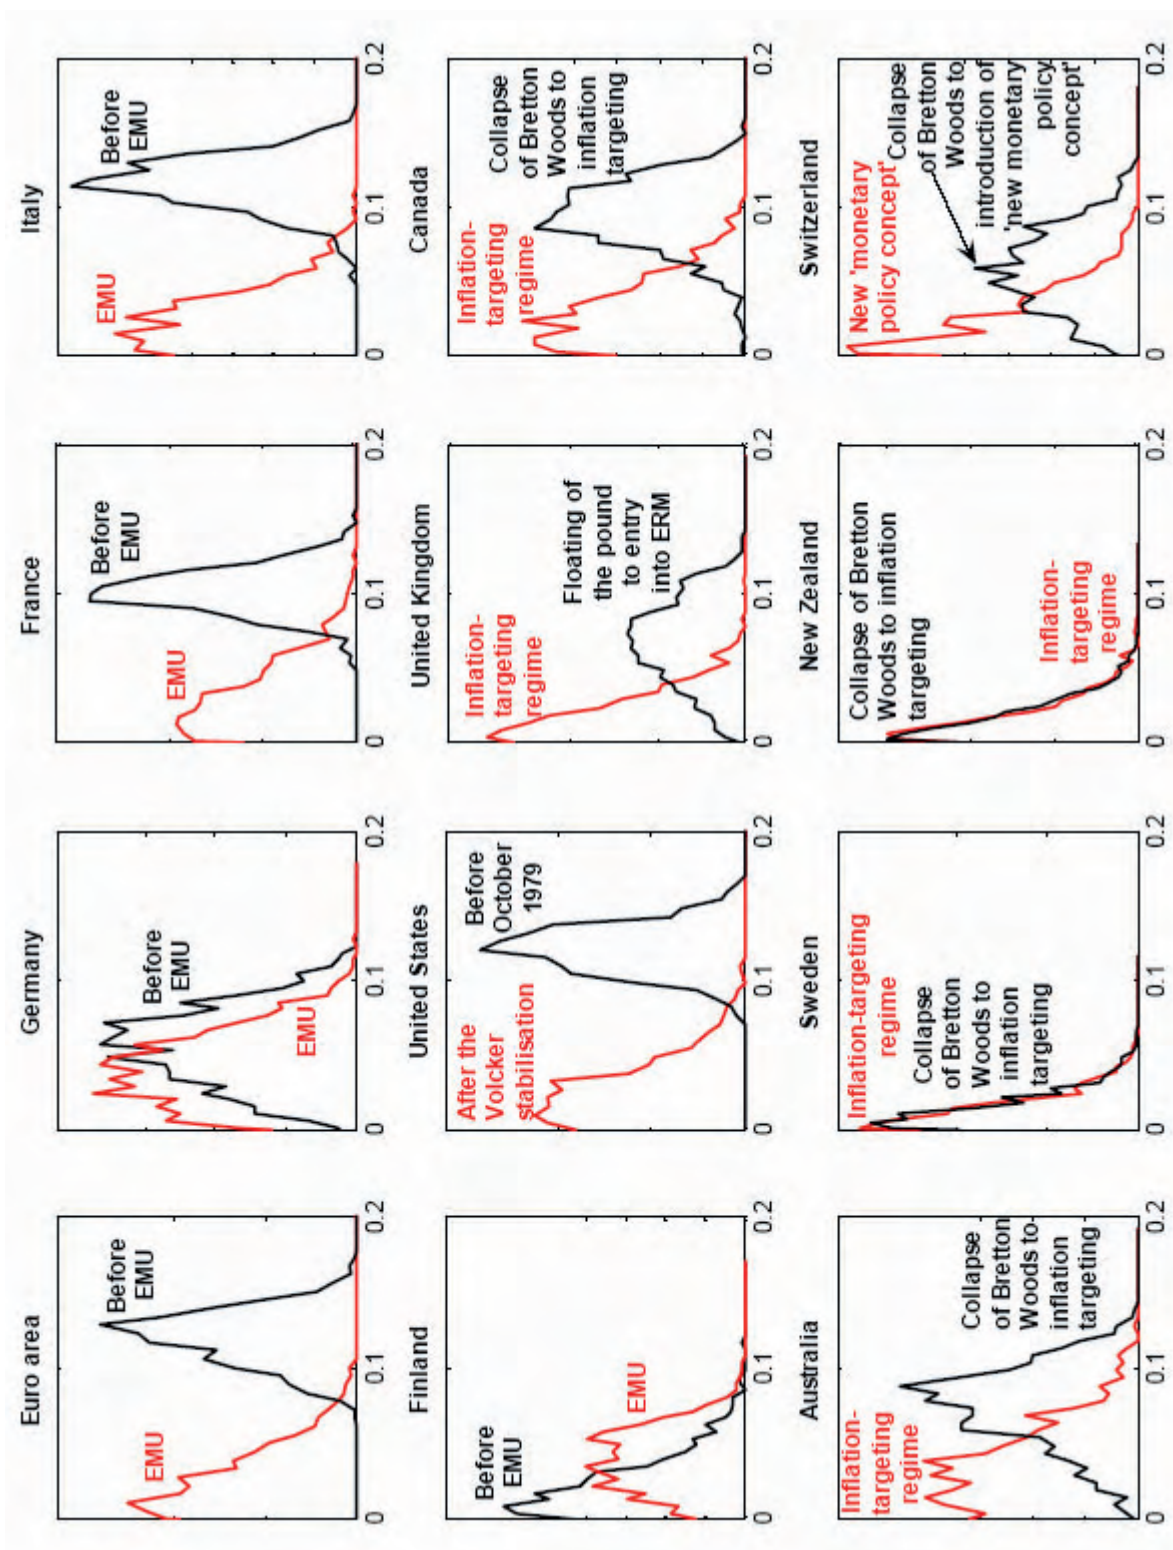 Euro area
Before
EMU
EMU
0
0.1
0.2
Germany
Before
EMU
EMU
0
0.1
0.2
France
Before
EMU
EMU
0
0.1
0.2
Italy
Before
EMU
EMU
0
0.1
0.2
Finland
Before
EMU
EMU
0
0.1
0.2
United States
After the
Volcker
stabilisation
Before
October
1979
0
0.1
0.2
United Kingdom
Inflation-
targeting
regime
Floating of
the pound
to entry
into ERM
0
0.1
0.2
Canada
Inflation-
targeting
regime
Collapse
of Bretton
Woods to
inflation
targeting
0
0.1
0.2
Australia
Inflation-
targeting
regime
Collapse
of Bretton
Woods to
inflation
targeting
0
0.1
0.2
Sweden
Inflation-targeting
regime
Collapse
of Bretton
Woods to
inflation
targeting
0
0.1
0.2
New Zealand
Collapse of Bretton
Woods to inflation
targeting
Inflation-
targeting
regime
0
0.1
0.2
Switzerland
New 'monetary
policy concept'
Collapse
of Bretton
Woods to
introduction of
'new monetary
policy
concept'
0
0.1
0.2